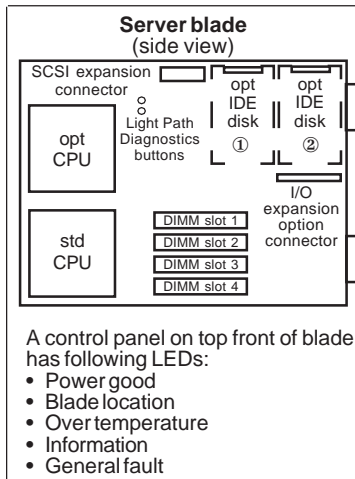 Server blade
(side view)
SCSI expansion
connector
Light Path
Diagnostics
buttons
opt
IDE
disk
①
opt
IDE
disk
②
opt
CPU
I/O
expansion
option
connector
std
CPU
DIMM slot 1
DIMM slot 2
DIMM slot 3
DIMM slot 4
A control panel on top front of blade
has following LEDs:
• Power good
• Blade location
• Over temperature
• Information
• General fault